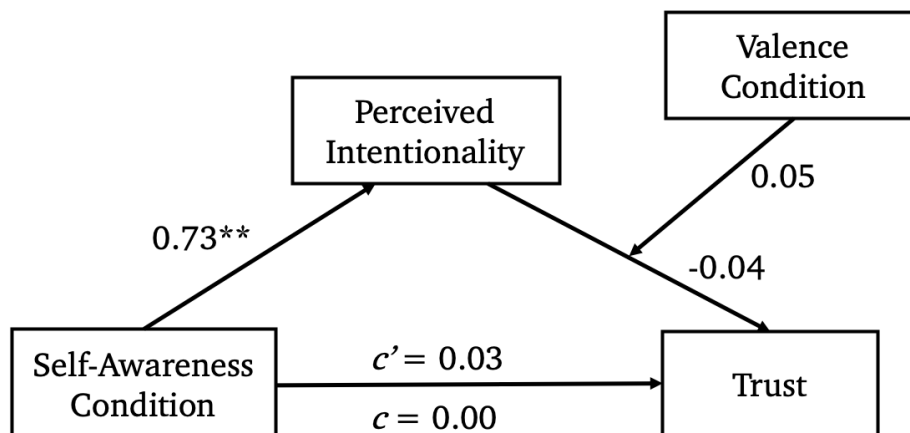 Valence
Condition
Perceived
Intentionality
0.05
0.73**
-0.04
Self-Awareness
Condition
c’ = 0.03
c = 0.00
Trust